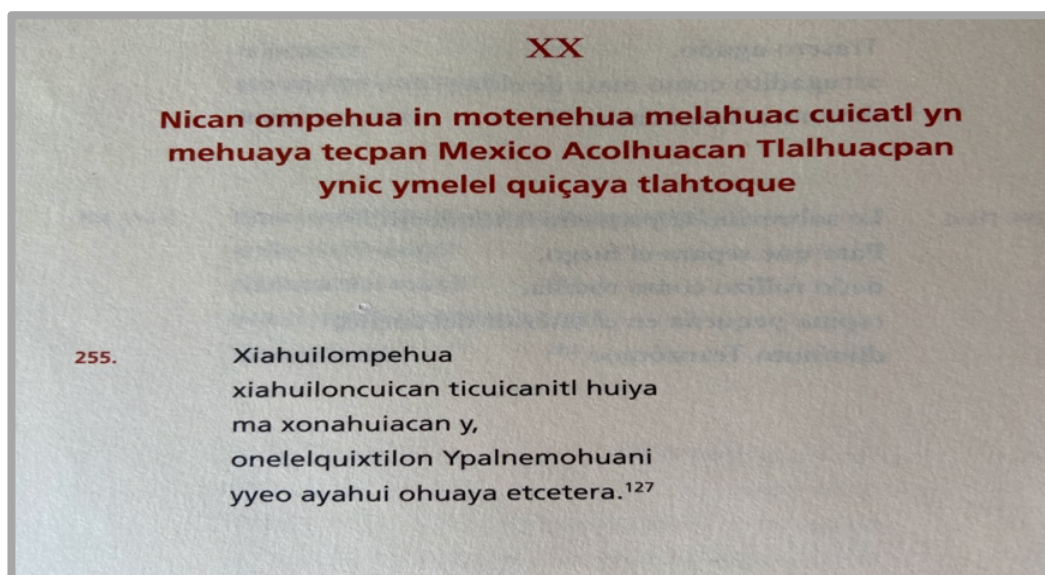 XX
Nican ompehua in motenehua melahuac cuicatl yn
mehuaya tecpan Mexico Acolhuacan Tlalhuacpan
ynic ymelel quiçaya tlahtoque
255. Xiahuilompehua
xiahuiloncuican ticuicanitl huiya
ma xonahuiacan y,
onelelquixtilon Ypalnemohuani
yyeo ayahui ohuaya etcetera.¹²⁷